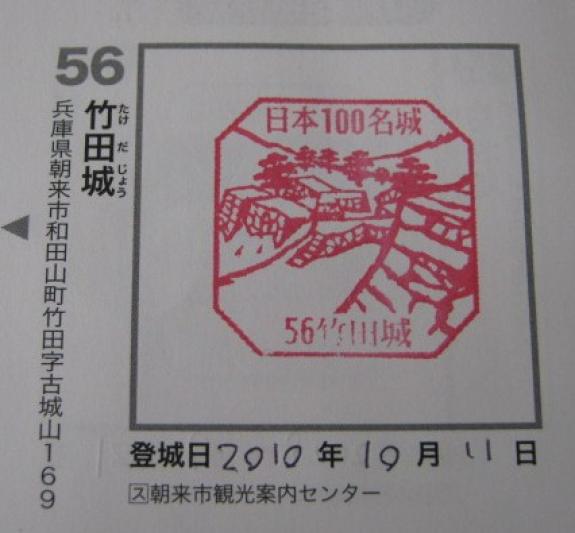 56
竹田城
たけ だ じょう
兵庫県朝来市和田山町竹田字古城山169
日本100名城
56竹田城
登城日2010年10月11日
ス朝来市観光案内センター